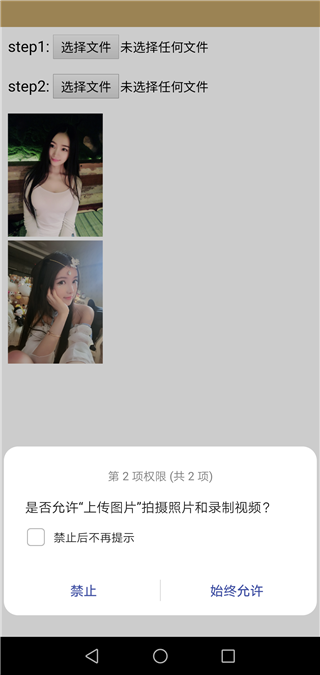 step1: 选择文件 未选择任何文件
step2: 选择文件 未选择任何文件
第 2 项权限 (共 2 项)
是否允许“上传图片”拍摄照片和录制视频？
禁止后不再提示
禁止 始终允许